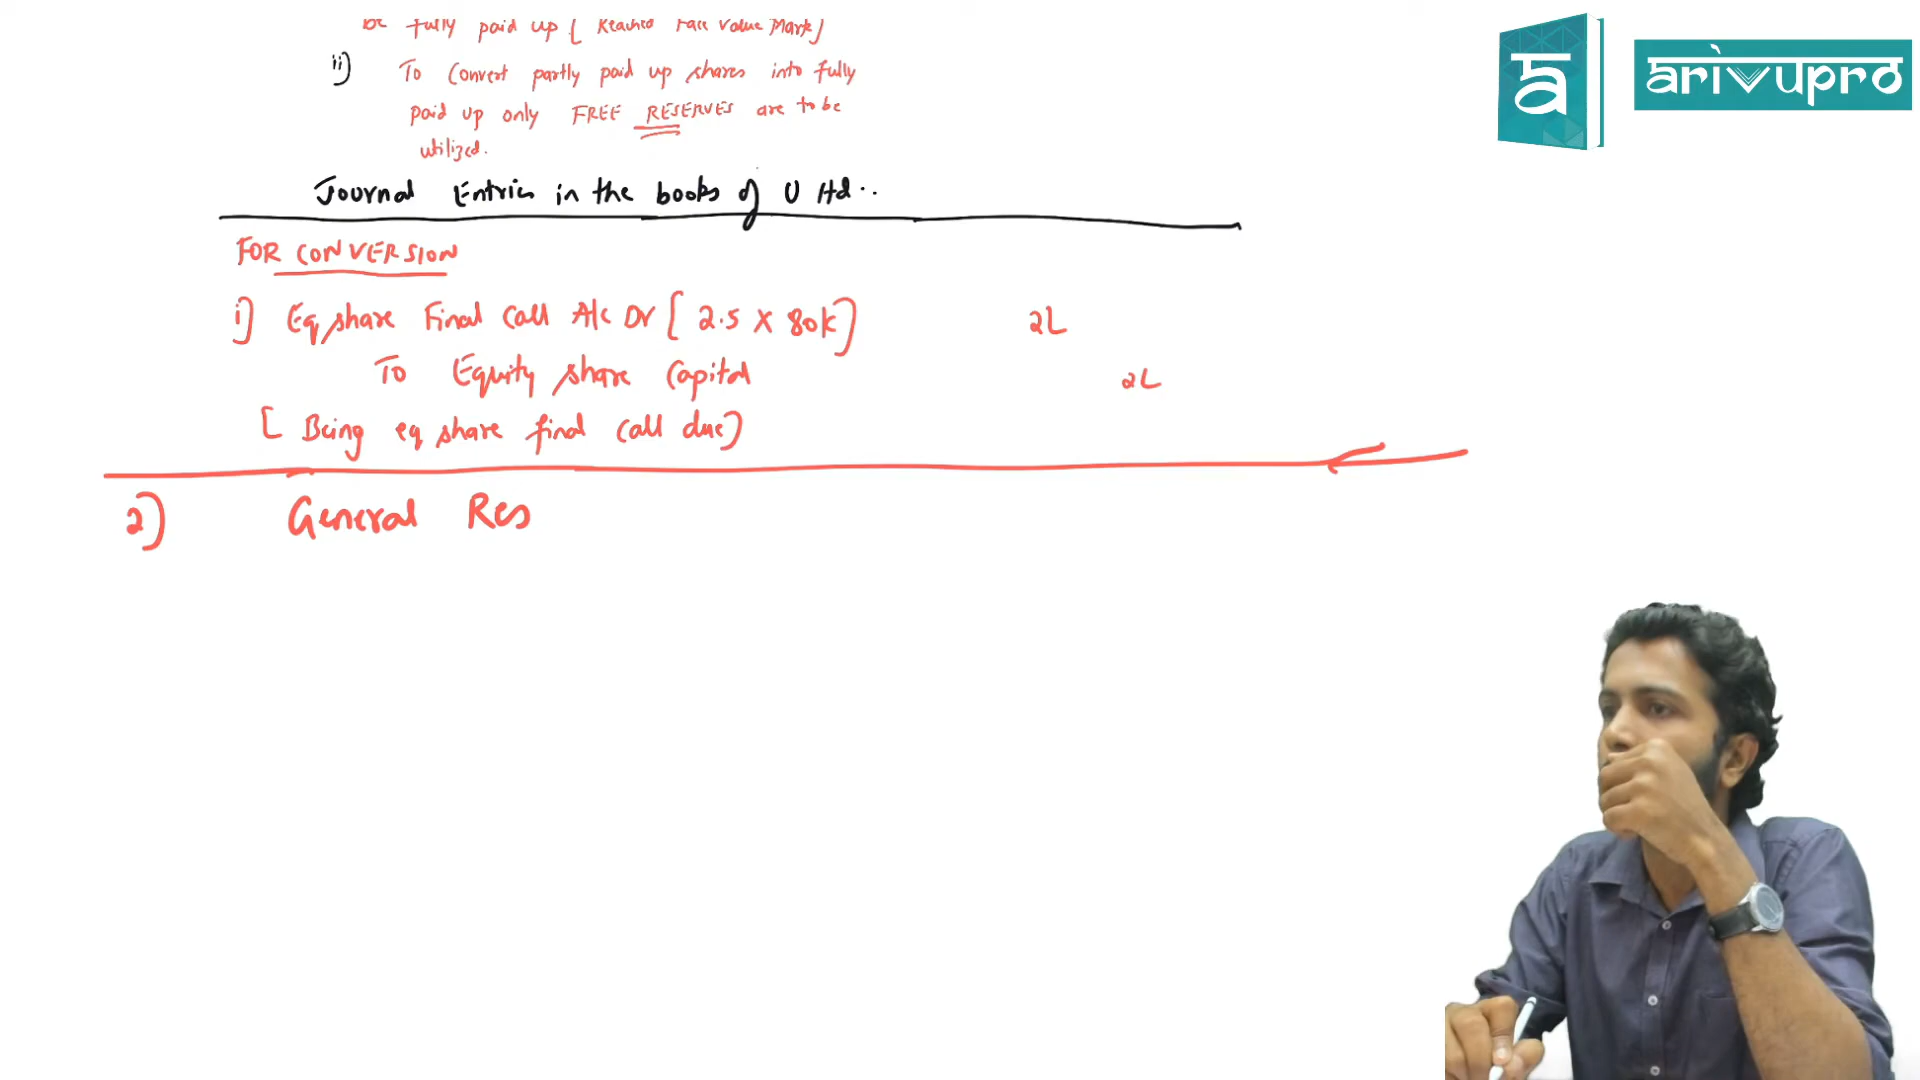 be fully paid up [ Reached Face Value Mark]
ii) To Convert partly paid up shares into fully
paid up only FREE RESERVES are to be
utilized.
Journal Entries in the books of U ltd..
FOR CONVERSION
i) Eq share Final Call A/c Dr [ 2.5 X 80K] 2L
To Equity share Capital 2L
[ Being eq share final call due]
2) General Res
arivupro